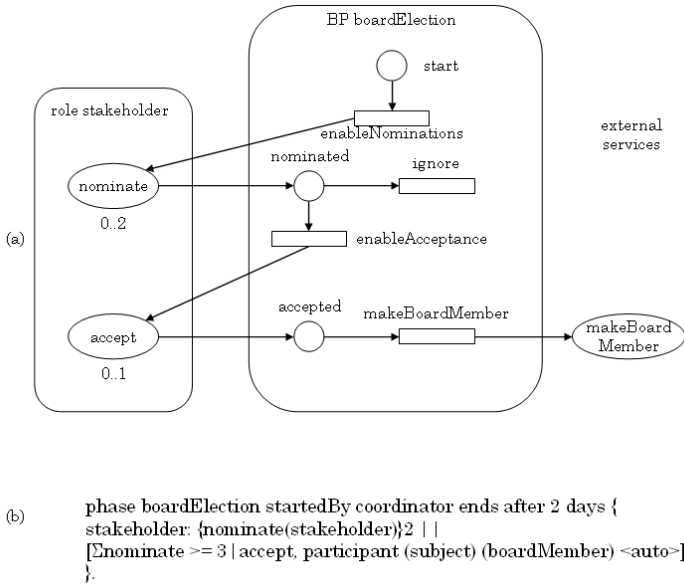 BP boardElection
start
role stakeholder
enableNominations
external
services
nominated
ignore
nominate
0..2
(a)
enableAcceptance
accepted
makeBoardMember
accept
makeBoard
Member
0..1
(b)
phase boardElection startedBy coordinator ends after 2 days {
stakeholder: {nominate(stakeholder)}2 | |
[Σnominate >= 3 | accept, participant (subject) (boardMember) <auto>]
}.